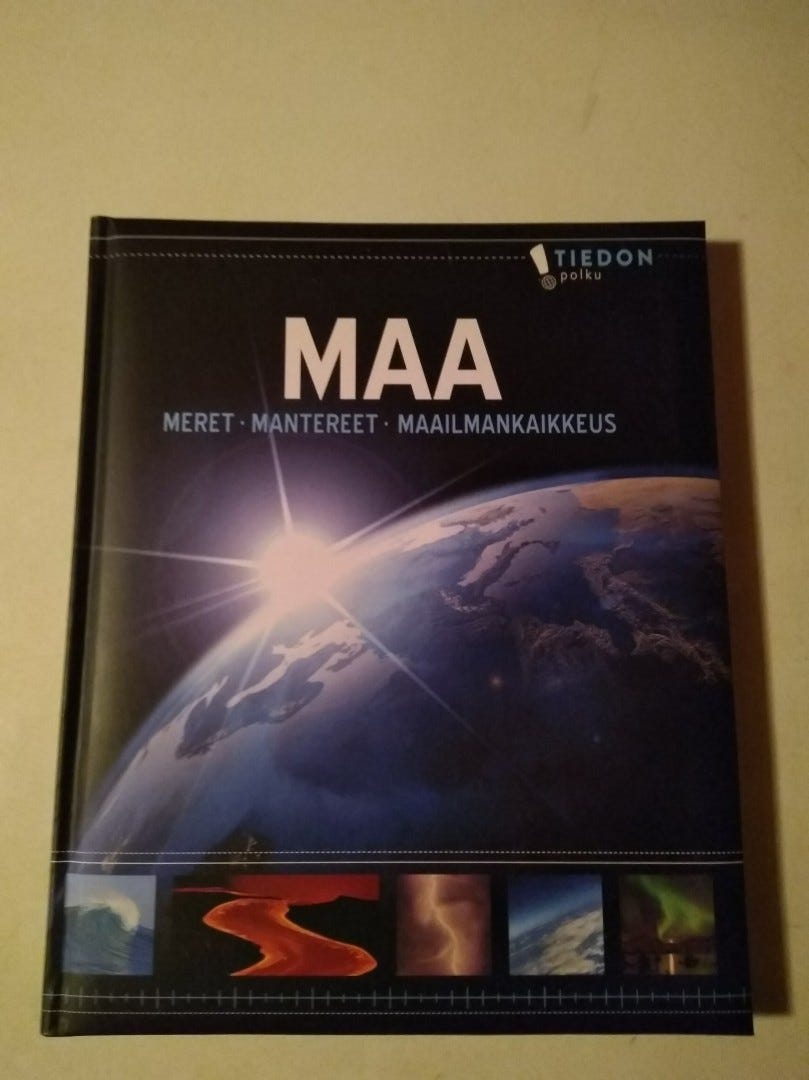 TIEDON
polku
MAA
MERET · MANTEREET · MAAILMANKAIKKEUS